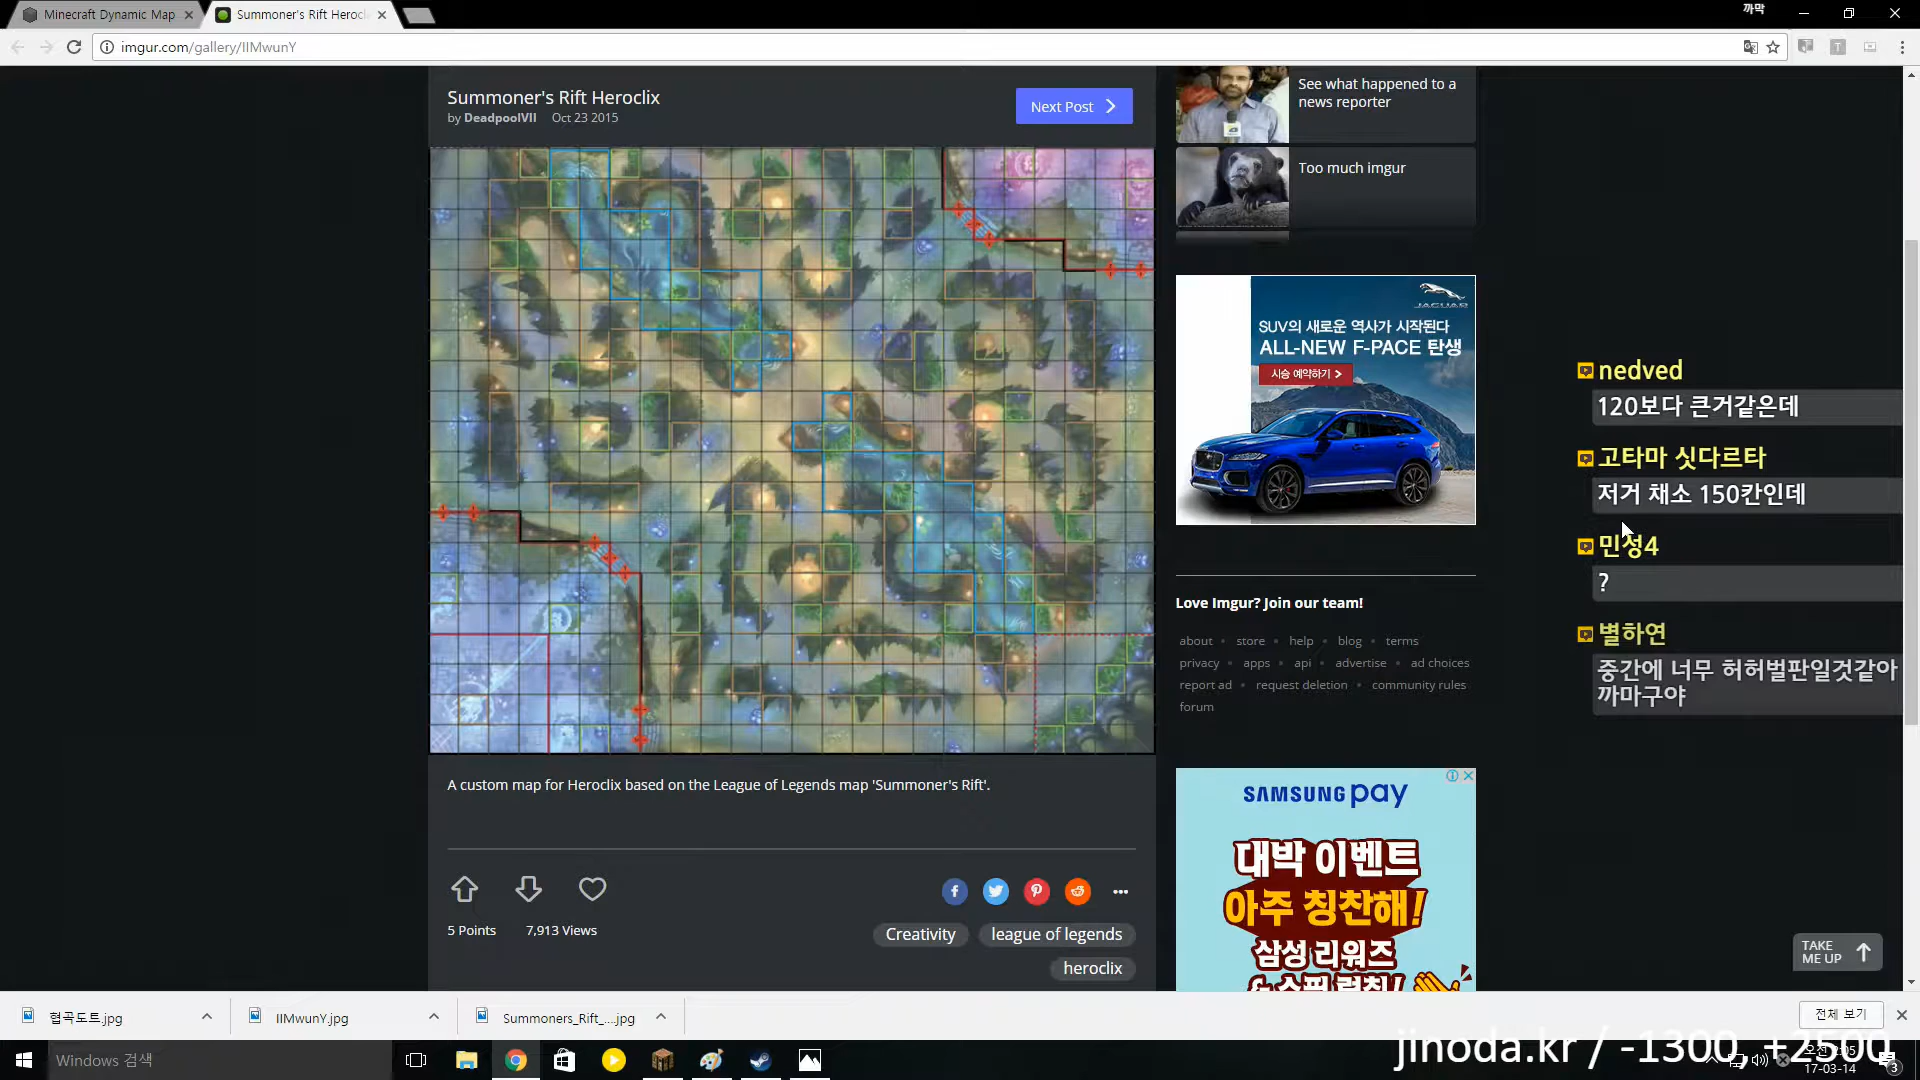 Minecraft Dynamic Map
Summoner's Rift Herocl
까막
imgur.com/gallery/IIMwunY
Summoner's Rift Heroclix
by DeadpoolVII Oct 23 2015
Next Post
See what happened to a
news reporter
Too much imgur
JAGUAR
SUV의 새로운 역사가 시작된다
ALL-NEW F-PACE 탄생
시승 예약하기 >
nedved
120보다 큰거같은데
고타마 싯다르타
저거 채소 150칸인데
민성4
?
별하연
중간에 너무 허허벌판일것같아
까마구야
Love Imgur? Join our team!
about • store • help • blog • terms
privacy • apps • api • advertise • ad choices
report ad • request deletion • community rules
forum
A custom map for Heroclix based on the League of Legends map 'Summoner's Rift'.
SAMSUNG pay
대박 이벤트
아주 칭찬해!
삼성 리워즈
5 Points
7,913 Views
Creativity
league of legends
heroclix
TAKE
ME UP
협곡도트.jpg
IIMwunY.jpg
Summoners_Rift_....jpg
전체 보기
Windows 검색
jinoda.kr / -1300, +2500
17-03-14
3